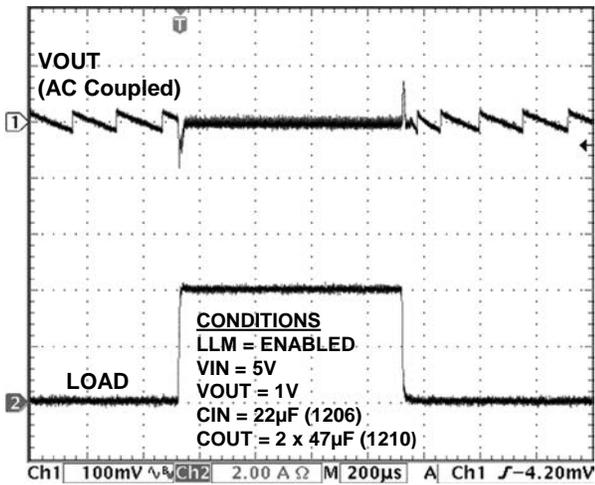 T
VOUT
(AC Coupled)
1
CONDITIONS
LLM = ENABLED
VIN = 5V
VOUT = 1V
CIN = 22µF (1206)
COUT = 2 x 47µF (1210)
LOAD
2
Ch1 100mV Ch2 2.00 A Ω M 200µs A Ch1 -4.20mV